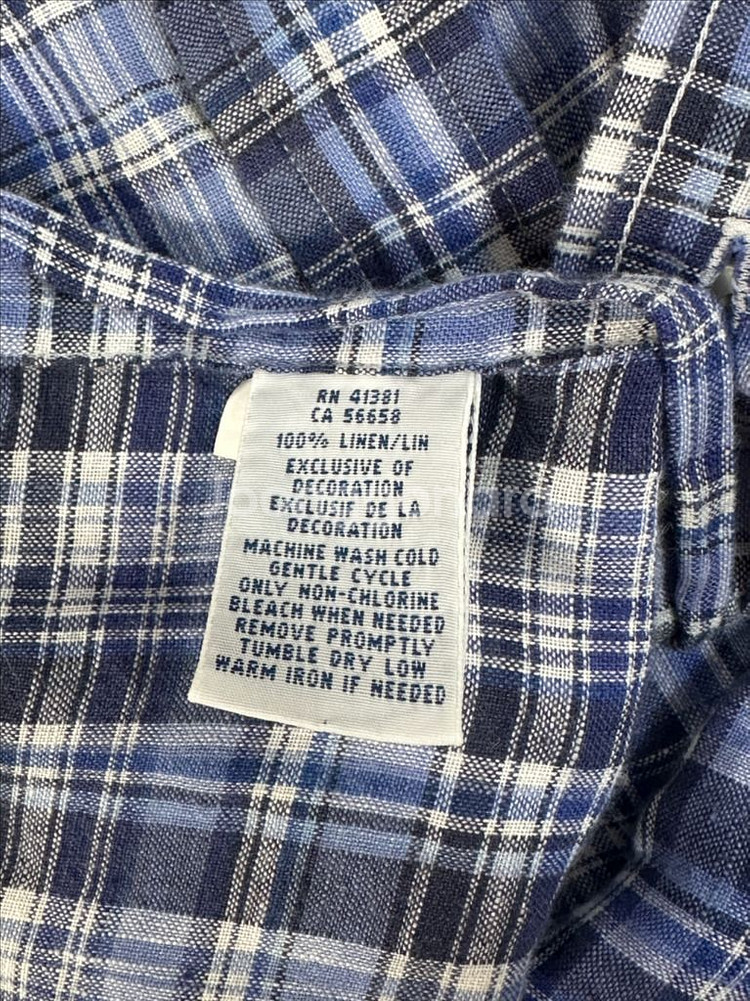 RN 41381
CA 56658
100% LINEN/LIN
EXCLUSIVE OF
DECORATION
EXCLUSIF DE LA
DECORATION
MACHINE WASH COLD
GENTLE CYCLE
ONLY NON-CHLORINE
BLEACH WHEN NEEDED
REMOVE PROMPTLY
TUMBLE DRY LOW
WARM IRON IF NEEDED